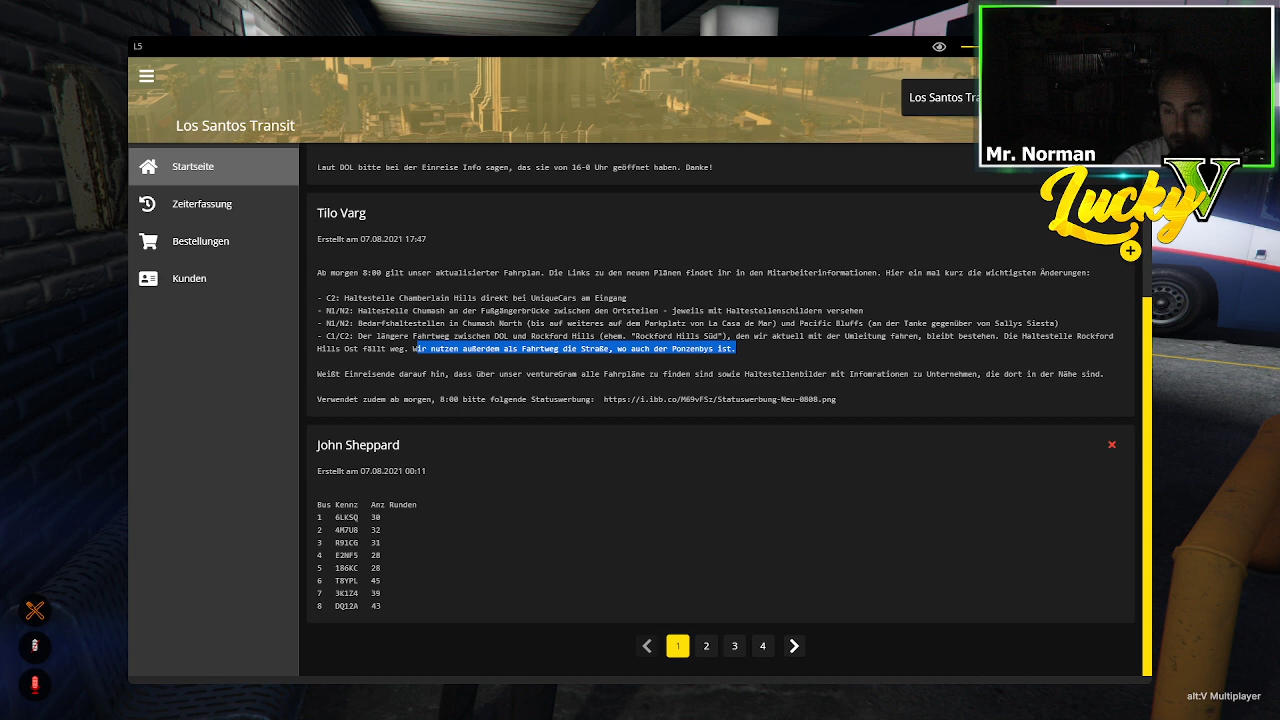 L5
Los Santos Transit
Los Santos Tra
Mr. Norman
LuckyV
Startseite
Zeiterfassung
Bestellungen
Kunden
Laut DOL bitte bei der Einreise Info sagen, das sie von 16-0 Uhr geöffnet haben. Danke!
Tilo Varg
Erstellt am 07.08.2021 17:47
Ab morgen 8:00 gilt unser aktualisierter Fahrplan. Die Links zu den neuen Plänen findet ihr in den Mitarbeiterinformationen. Hier ein mal kurz die wichtigsten Änderungen:
- C2: Haltestelle Chamberlain Hills direkt bei UniqueCars am Eingang
- N1/N2: Haltestelle Chumash an der Fußgängerbrücke zwischen den Ortsteilen - jeweils mit Haltestellenschildern versehen
- N1/N2: Bedarfshaltestellen in Chumash North (bis auf weiteres auf dem Parkplatz von La Casa de Mar) und Pacific Bluffs (an der Tanke gegenüber von Sallys Siesta)
- C1/C2: Der längere Fahrtweg zwischen DOL und Rockford Hills (ehem. "Rockford Hills Süd"), den wir aktuell mit der Umleitung fahren, bleibt bestehen. Die Haltestelle Rockford
Hills Ost fällt weg. Wir nutzen außerdem als Fahrtweg die Straße, wo auch der Ponzenbys ist.
Weißt Einreisende darauf hin, dass über unser ventureGram alle Fahrpläne zu finden sind sowie Haltestellenbilder mit Infomrationen zu Unternehmen, die dort in der Nähe sind.
Verwendet zudem ab morgen, 8:00 bitte folgende Statuswerbung: https://i.ibb.co/M69vFSz/Statuswerbung-Neu-0808.png
John Sheppard
Erstellt am 07.08.2021 00:11
Bus Kennz Anz Runden
1 6LKSQ 30
2 4M7U8 32
3 R91CG 31
4 E2NF5 28
5 186KC 28
6 T8YPL 45
7 3K1Z4 39
8 DQ12A 43
1 2 3 4
alt:V Multiplayer